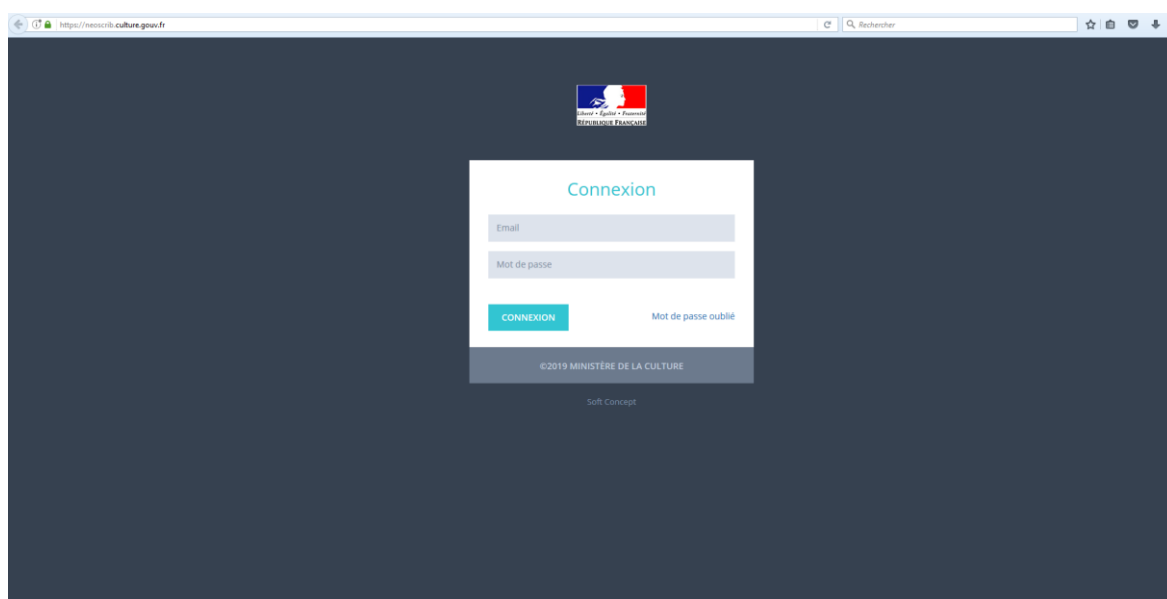 https://neoscrib.culture.gouv.fr
Rechercher
Liberté • Égalité • Fraternité
RÉPUBLIQUE FRANÇAISE
Connexion
Email
Mot de passe
CONNEXION
Mot de passe oublié
©2019 MINISTÈRE DE LA CULTURE
Soft Concept